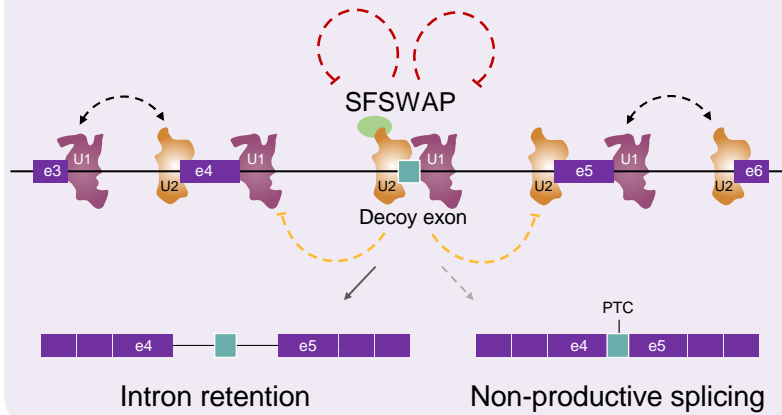 SFSWAP
U1 U1 U1 U1
e3 U2 e4 U2 U2 e5 U2 e6
Decoy exon
PTC
e4 e5 e4 e5
Intron retention Non-productive splicing